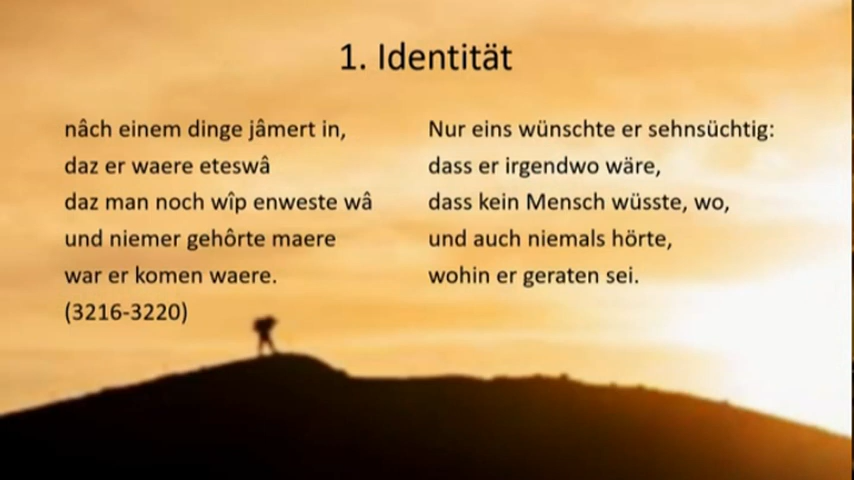 1. Identität
nâch einem dinge jâmert in,
daz er waere eteswâ
daz man noch wîp enweste wâ
und niemer gehôrte maere
war er komen waere.
(3216-3220)
Nur eins wünschte er sehnsüchtig:
dass er irgendwo wäre,
dass kein Mensch wüsste, wo,
und auch niemals hörte,
wohin er geraten sei.